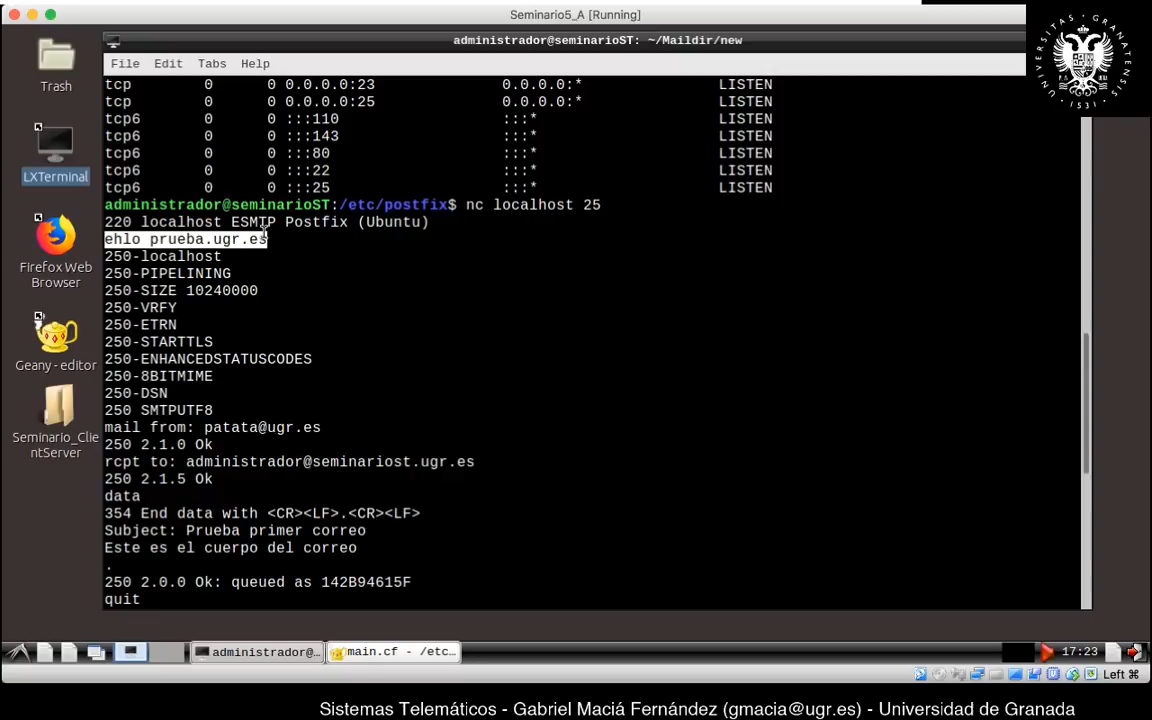 Seminario5_A [Running]
administrador@seminarioST: ~/Maildir/new
UNIVERSITAS GRANATENSIS
1531
File Edit Tabs Help
Trash
LXTerminal
Firefox Web
Browser
Geany - editor
Seminario_Clie
ntServer
tcp 0 0 0.0.0.0:23 0.0.0.0:* LISTEN
tcp 0 0 0.0.0.0:25 0.0.0.0:* LISTEN
tcp6 0 0 :::110 :::* LISTEN
tcp6 0 0 :::143 :::* LISTEN
tcp6 0 0 :::80 :::* LISTEN
tcp6 0 0 :::22 :::* LISTEN
tcp6 0 0 :::25 :::* LISTEN
administrador@seminarioST:/etc/postfix$ nc localhost 25
220 localhost ESMTP Postfix (Ubuntu)
ehlo prueba.ugr.es
250-localhost
250-PIPELINING
250-SIZE 10240000
250-VRFY
250-ETRN
250-STARTTLS
250-ENHANCEDSTATUSCODES
250-8BITMIME
250-DSN
250 SMTPUTF8
mail from: patata@ugr.es
250 2.1.0 Ok
rcpt to: administrador@seminariost.ugr.es
250 2.1.5 Ok
data
354 End data with <CR><LF>.<CR><LF>
Subject: Prueba primer correo
Este es el cuerpo del correo
.
250 2.0.0 Ok: queued as 142B94615F
quit
administrador@... main.cf - /etc... 17:23
Left ⌘
Sistemas Telemáticos - Gabriel Maciá Fernández (gmacia@ugr.es) - Universidad de Granada